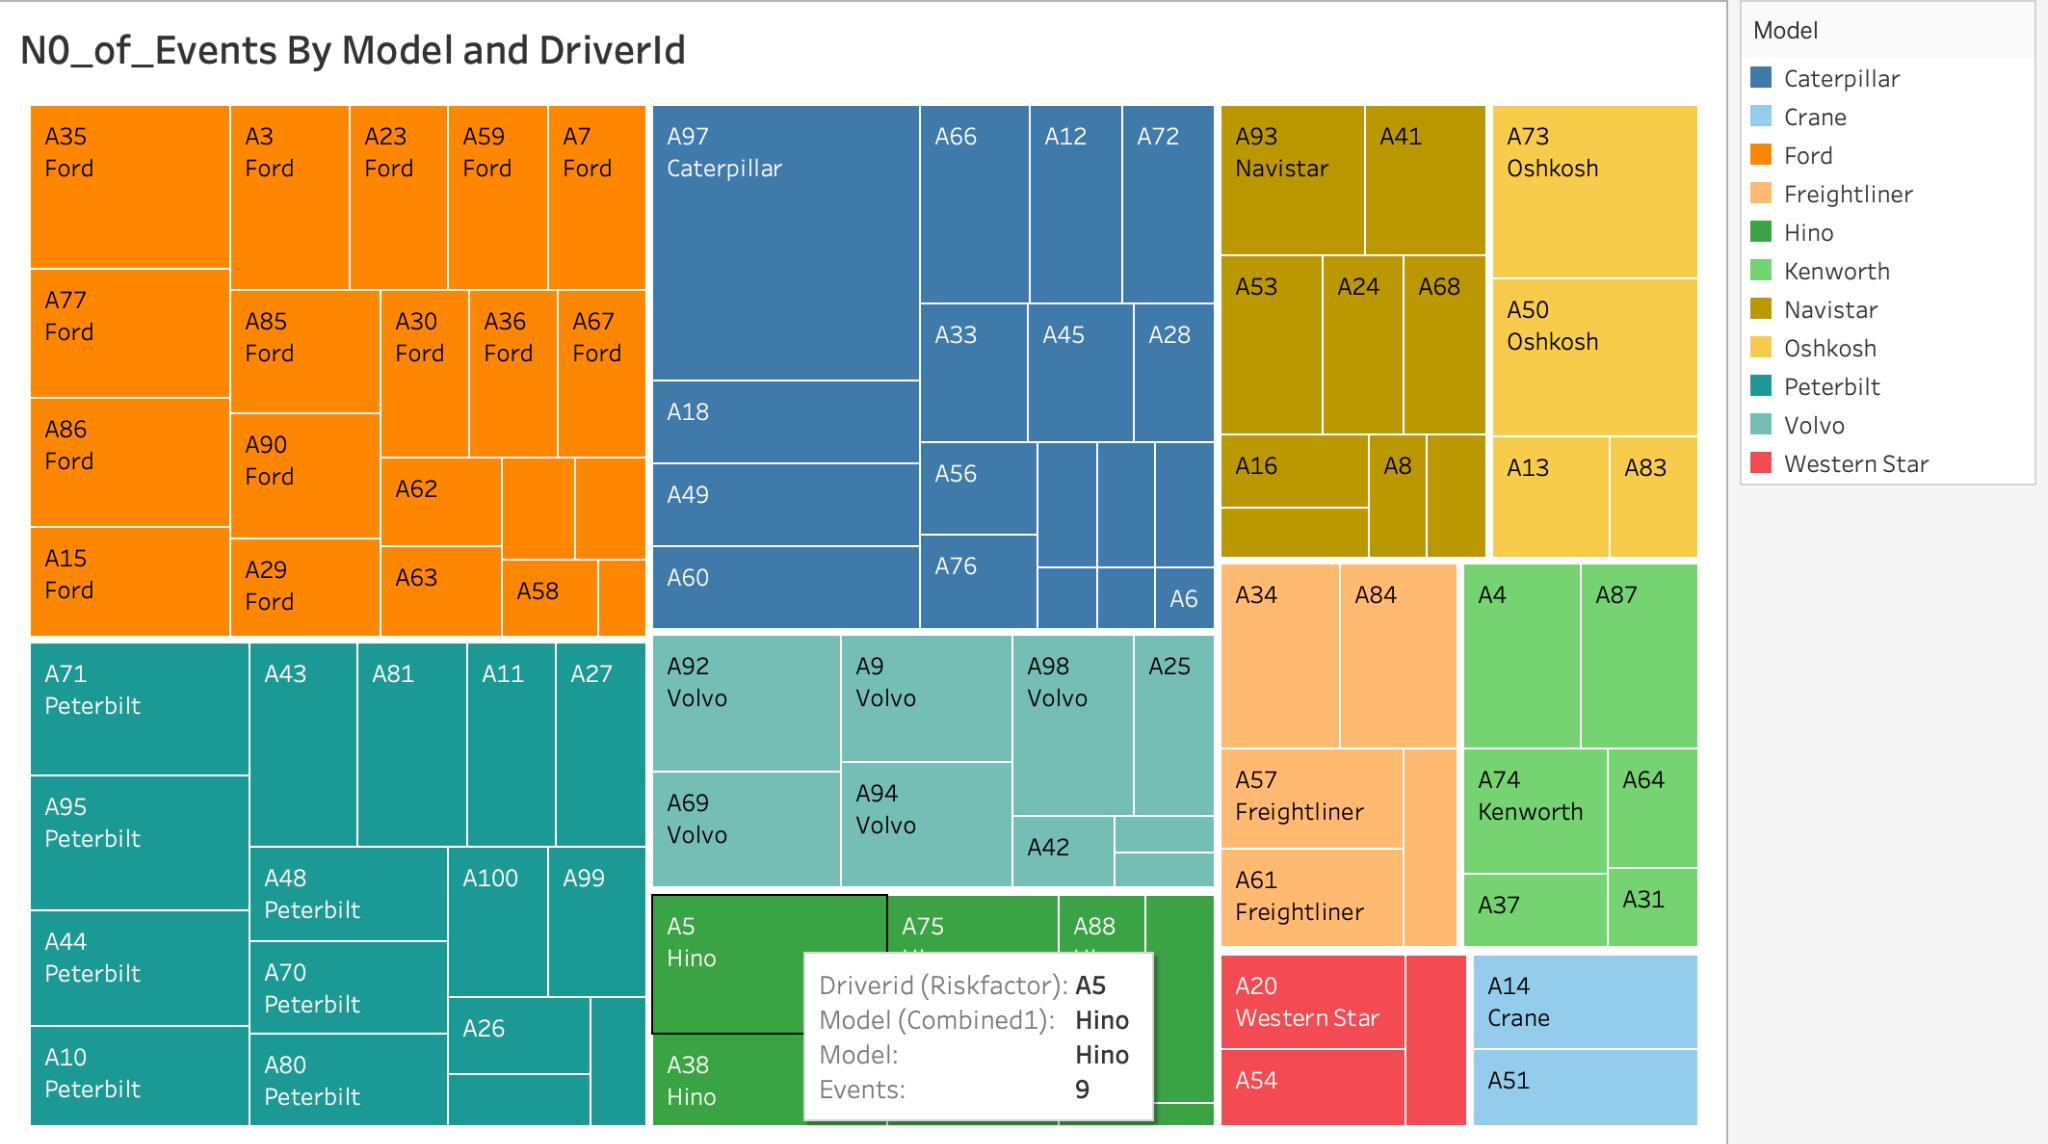 N0_of_Events By Model and DriverId
A35
Ford
A3
Ford
A23
Ford
A59
Ford
A7
Ford
A77
Ford
A85
Ford
A30
Ford
A36
Ford
A67
Ford
A86
Ford
A90
Ford
A62
A15
Ford
A29
Ford
A63
A58
A97
Caterpillar
A66
A12
A72
A33
A45
A28
A18
A49
A56
A60
A76
A6
A93
Navistar
A41
A53
A24
A68
A16
A8
A73
Oshkosh
A50
Oshkosh
A13
A83
A71
Peterbilt
A43
A81
A11
A27
A95
Peterbilt
A48
Peterbilt
A100
A99
A44
Peterbilt
A70
Peterbilt
A26
A10
Peterbilt
A80
Peterbilt
A92
Volvo
A9
Volvo
A98
Volvo
A25
A69
Volvo
A94
Volvo
A42
A5
Hino
A75
A88
A38
Hino
Driverid (Riskfactor): A5
Model (Combined1): Hino
Model: Hino
Events: 9
A34
A84
A57
Freightliner
A61
Freightliner
A4
A87
A74
Kenworth
A64
A37
A31
A20
Western Star
A54
A14
Crane
A51
Model
Caterpillar
Crane
Ford
Freightliner
Hino
Kenworth
Navistar
Oshkosh
Peterbilt
Volvo
Western Star